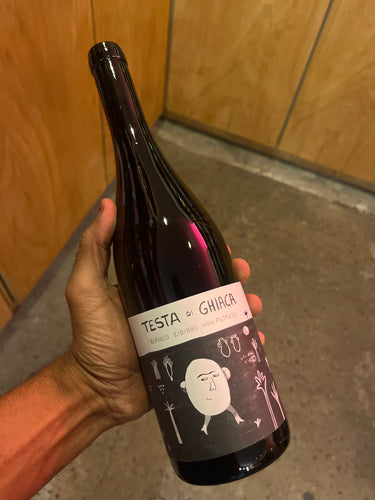 TESTA DI GHIACA
BIANCO ZIBIBBO NON FILTRATO